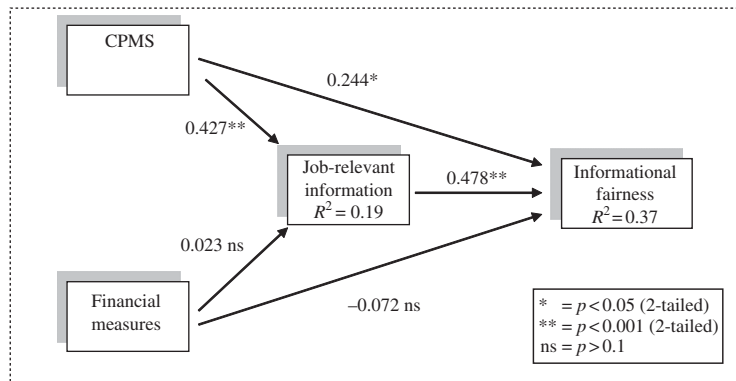 CPMS
0.244*
0.427**
Job-relevant
information
R² = 0.19
0.478**
Informational
fairness
R² = 0.37
0.023 ns
Financial
measures
–0.072 ns
* = p < 0.05 (2-tailed)
** = p < 0.001 (2-tailed)
ns = p > 0.1